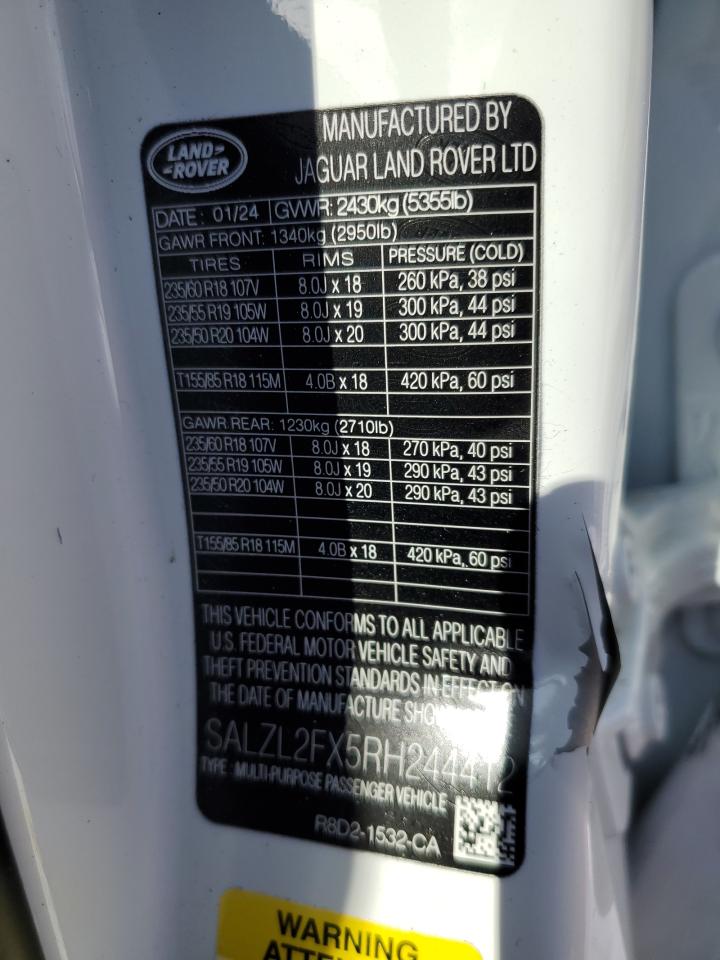 LAND-
-ROVER
MANUFACTURED BY
JAGUAR LAND ROVER LTD
DATE: 01/24 GVWR: 2430kg (5355lb)
GAWR FRONT: 1340kg (2950lb)
TIRES RIMS PRESSURE (COLD)
235/60 R18 107V 8.0J x 18 260 kPa, 38 psi
235/55 R19 105W 8.0J x 19 300 kPa, 44 psi
235/50 R20 104W 8.0J x 20 300 kPa, 44 psi
T155/85 R18 115M 4.0B x 18 420 kPa, 60 psi
GAWR REAR: 1230kg (2710lb)
235/60 R18 107V 8.0J x 18 270 kPa, 40 psi
235/55 R19 105W 8.0J x 19 290 kPa, 43 psi
235/50 R20 104W 8.0J x 20 290 kPa, 43 psi
T155/85 R18 115M 4.0B x 18 420 kPa, 60 psi
THIS VEHICLE CONFORMS TO ALL APPLICABLE
U.S. FEDERAL MOTOR VEHICLE SAFETY AND
THEFT PREVENTION STANDARDS IN EFFECT ON
THE DATE OF MANUFACTURE
SALZL2FX5RH244412
TYPE: MULTI-PURPOSE PASSENGER VEHICLE
R8D2-1532-CA
WARNING